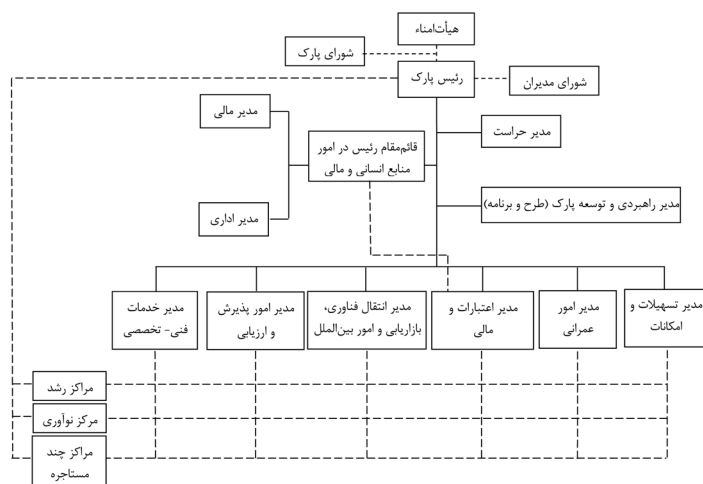 هیأت‌امناء
شورای پارک
رئیس پارک
شورای مدیران
مدیر مالی
مدیر حراست
قائم‌مقام رئیس در امور
منابع انسانی و مالی
مدیر اداری
مدیر راهبردی و توسعه پارک (طرح و برنامه)
مدیر تسهیلات و
امکانات
مدیر امور
عمرانی
مدیر اعتبارات و
مالی
مدیر انتقال فناوری،
بازاریابی و امور بین‌الملل
مدیر امور پذیرش
و ارزیابی
مدیر خدمات
فنی- تخصصی
مراکز رشد
مرکز نوآوری
مراکز چند
مستاجره